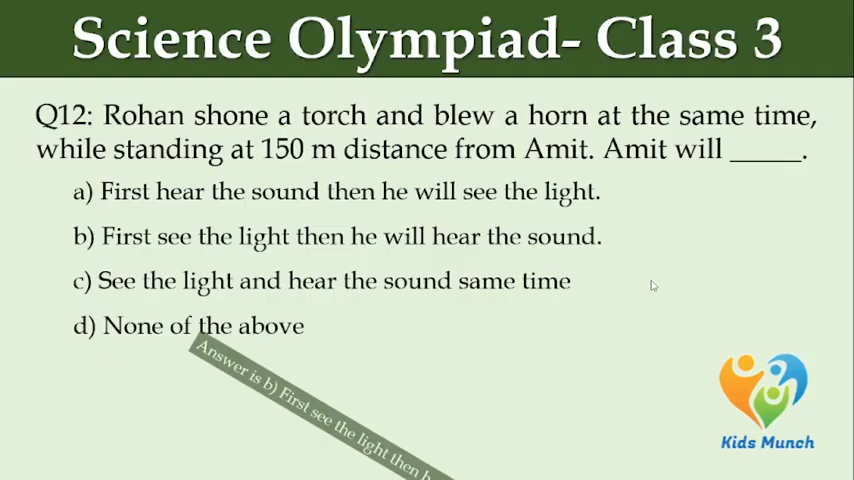 Science Olympiad- Class 3
Q12: Rohan shone a torch and blew a horn at the same time,
while standing at 150 m distance from Amit. Amit will _____.
a) First hear the sound then he will see the light.
b) First see the light then he will hear the sound.
c) See the light and hear the sound same time
d) None of the above
Answer is b) First see the light then
Kids Munch